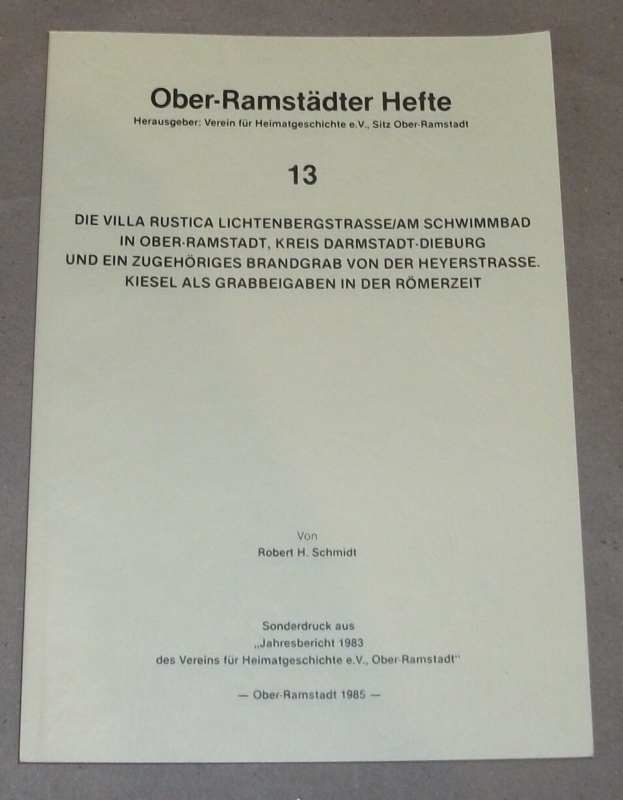 Ober-Ramstädter Hefte
Herausgeber: Verein für Heimatgeschichte e.V., Sitz Ober-Ramstadt
13
DIE VILLA RUSTICA LICHTENBERGSTRASSE/AM SCHWIMMBAD
IN OBER-RAMSTADT, KREIS DARMSTADT-DIEBURG
UND EIN ZUGEHÖRIGES BRANDGRAB VON DER HEYERSTRASSE.
KIESEL ALS GRABBEIGABEN IN DER RÖMERZEIT
Von
Robert H. Schmidt
Sonderdruck aus
„Jahresbericht 1983
des Vereins für Heimatgeschichte e.V., Ober-Ramstadt"
— Ober-Ramstadt 1985 —